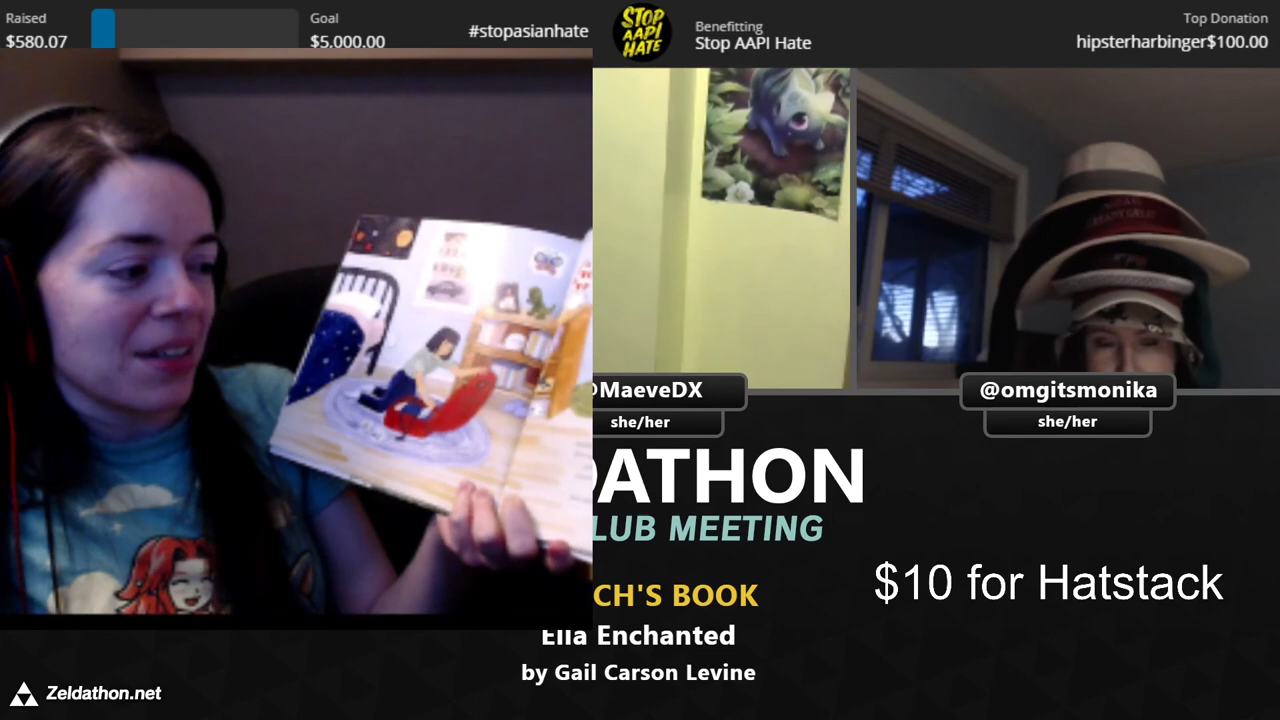 Raised
$580.07
Goal
$5,000.00
#stopasianhate
STOP
AAPI
HATE
Benefitting
Stop AAPI Hate
Top Donation
hipsterharbinger$100.00
@MaeveDX
she/her
@omgitsmonika
she/her
DATHON
LUB MEETING
$10 for Hatstack
CH'S BOOK
Ella Enchanted
by Gail Carson Levine
Zeldathon.net